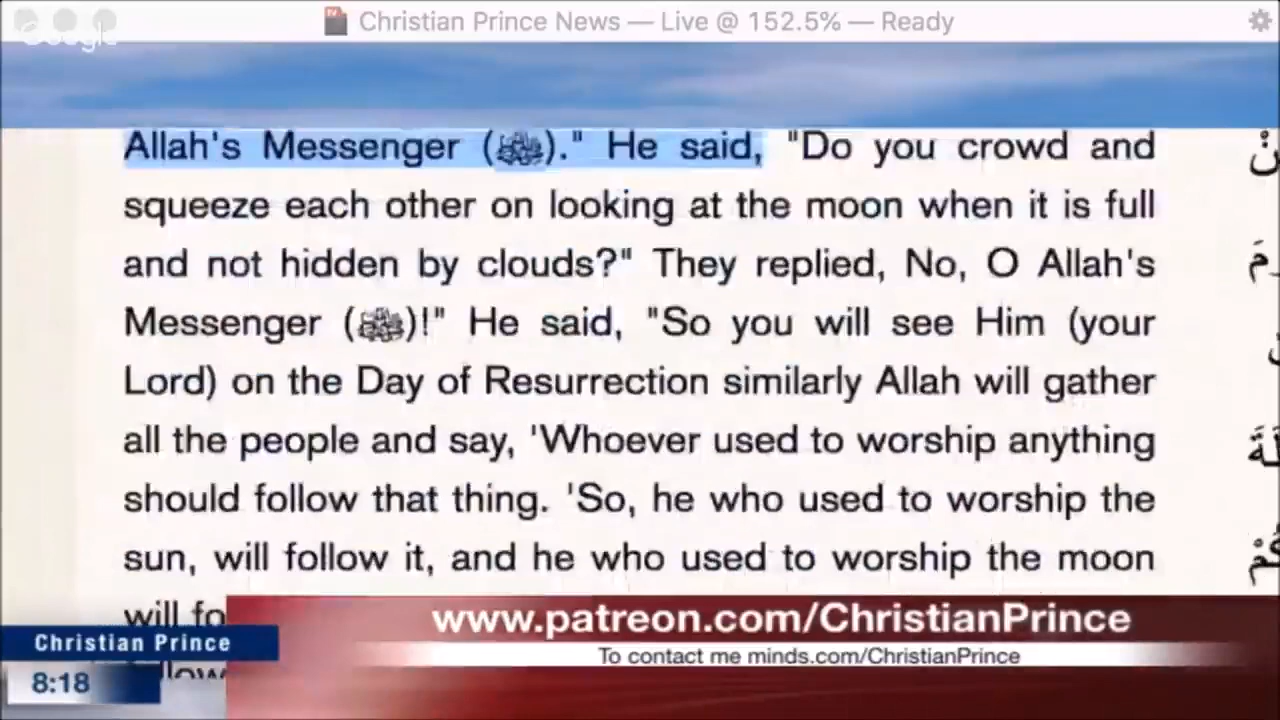 Christian Prince News — Live @ 152.5% — Ready
Google
Allah's Messenger (ﷺ)." He said, "Do you crowd and
squeeze each other on looking at the moon when it is full
and not hidden by clouds?" They replied, No, O Allah's
Messenger (ﷺ)!" He said, "So you will see Him (your
Lord) on the Day of Resurrection similarly Allah will gather
all the people and say, 'Whoever used to worship anything
should follow that thing. 'So, he who used to worship the
sun, will follow it, and he who used to worship the moon
will fo
www.patreon.com/ChristianPrince
Christian Prince
To contact me minds.com/ChristianPrince
8:18